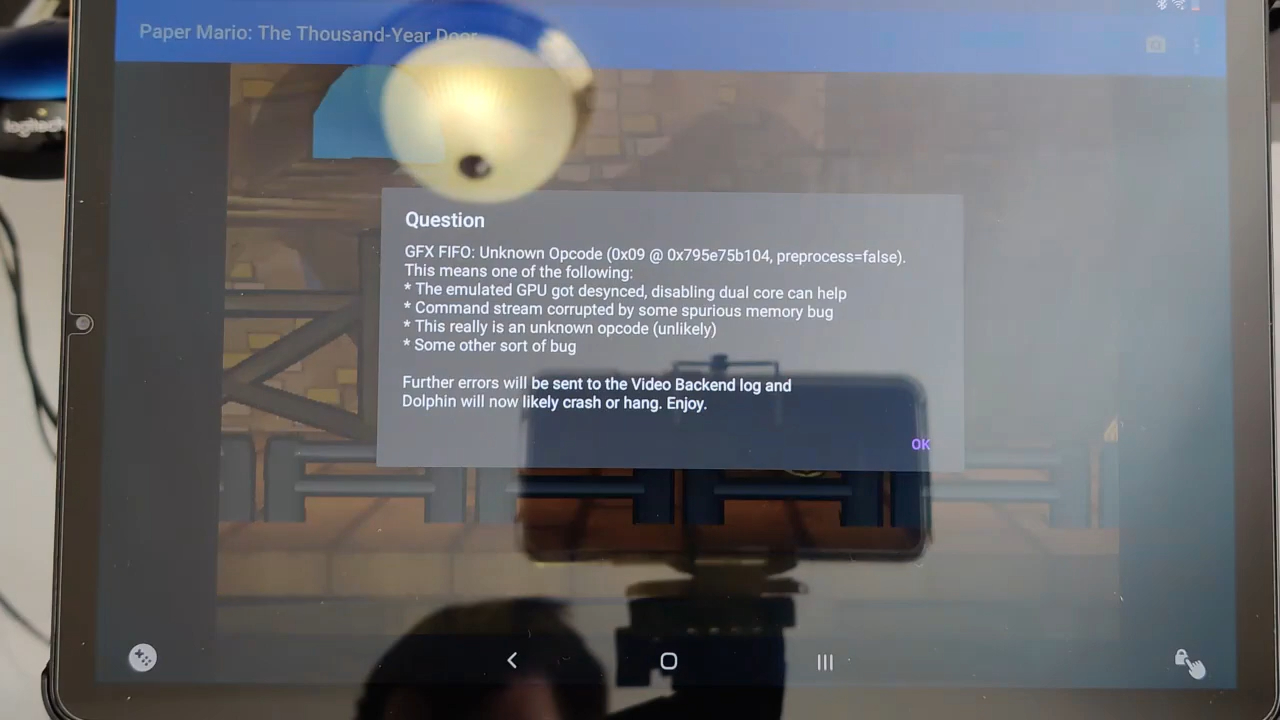 Paper Mario: The Thousand-Year Door
logitech
Question
GFX FIFO: Unknown Opcode (0x09 @ 0x795e75b104, preprocess=false).
This means one of the following:
* The emulated GPU got desynced, disabling dual core can help
* Command stream corrupted by some spurious memory bug
* This really is an unknown opcode (unlikely)
* Some other sort of bug
Further errors will be sent to the Video Backend log and
Dolphin will now likely crash or hang. Enjoy.
OK